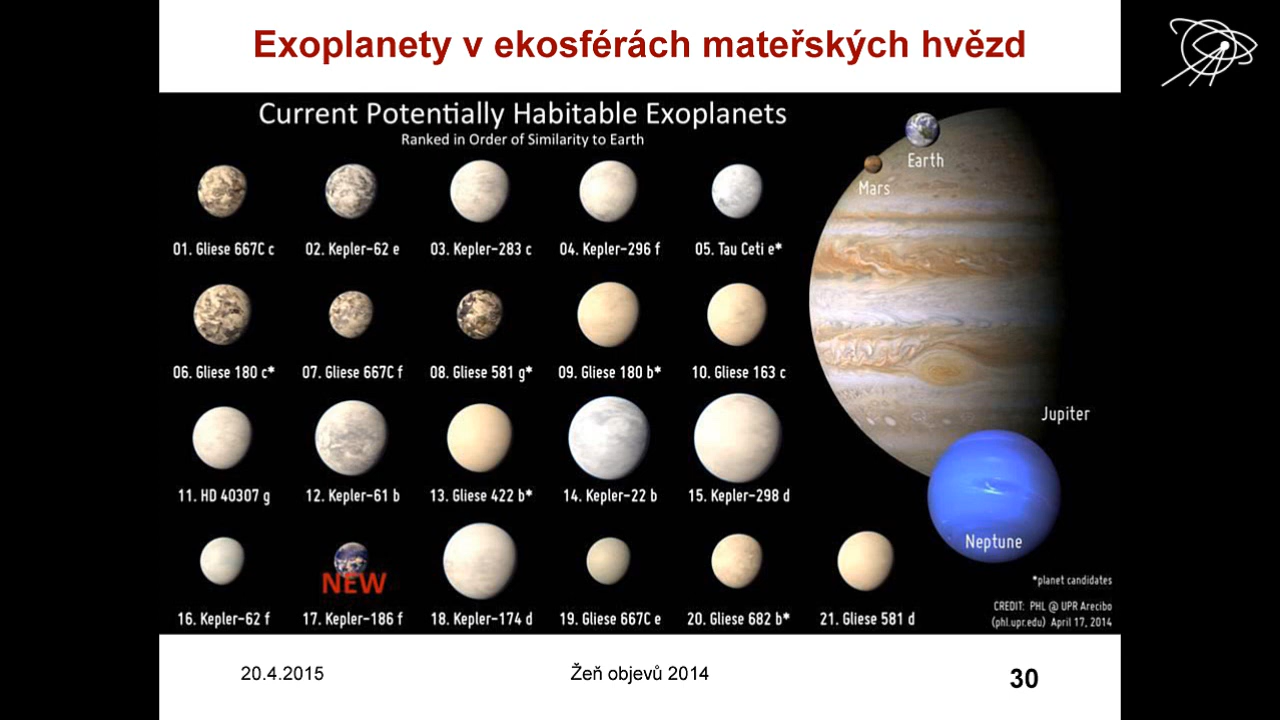 Exoplanety v ekosférách mateřských hvězd
Current Potentially Habitable Exoplanets
Ranked in Order of Similarity to Earth
Earth
Mars
01. Gliese 667C c 02. Kepler-62 e 03. Kepler-283 c 04. Kepler-296 f 05. Tau Ceti e*
06. Gliese 180 c* 07. Gliese 667C f 08. Gliese 581 g* 09. Gliese 180 b* 10. Gliese 163 c
Jupiter
11. HD 40307 g 12. Kepler-61 b 13. Gliese 422 b* 14. Kepler-22 b 15. Kepler-298 d
Neptune
NEW
16. Kepler-62 f 17. Kepler-186 f 18. Kepler-174 d 19. Gliese 667C e 20. Gliese 682 b* 21. Gliese 581 d
*planet candidates
CREDIT: PHL @ UPR Arecibo
(phl.upr.edu) April 17, 2014
20.4.2015 Žeň objevů 2014 30